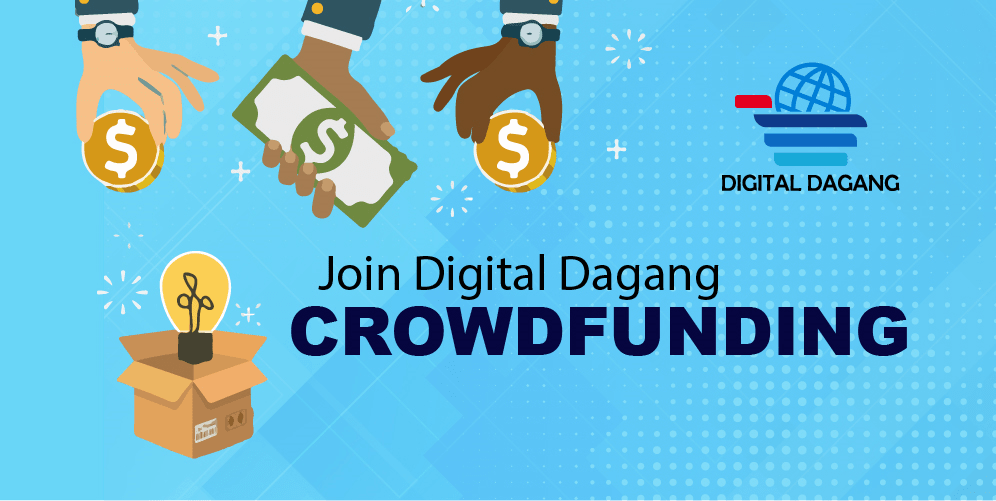 $
$
$
DIGITAL DAGANG
Join Digital Dagang
CROWDFUNDING